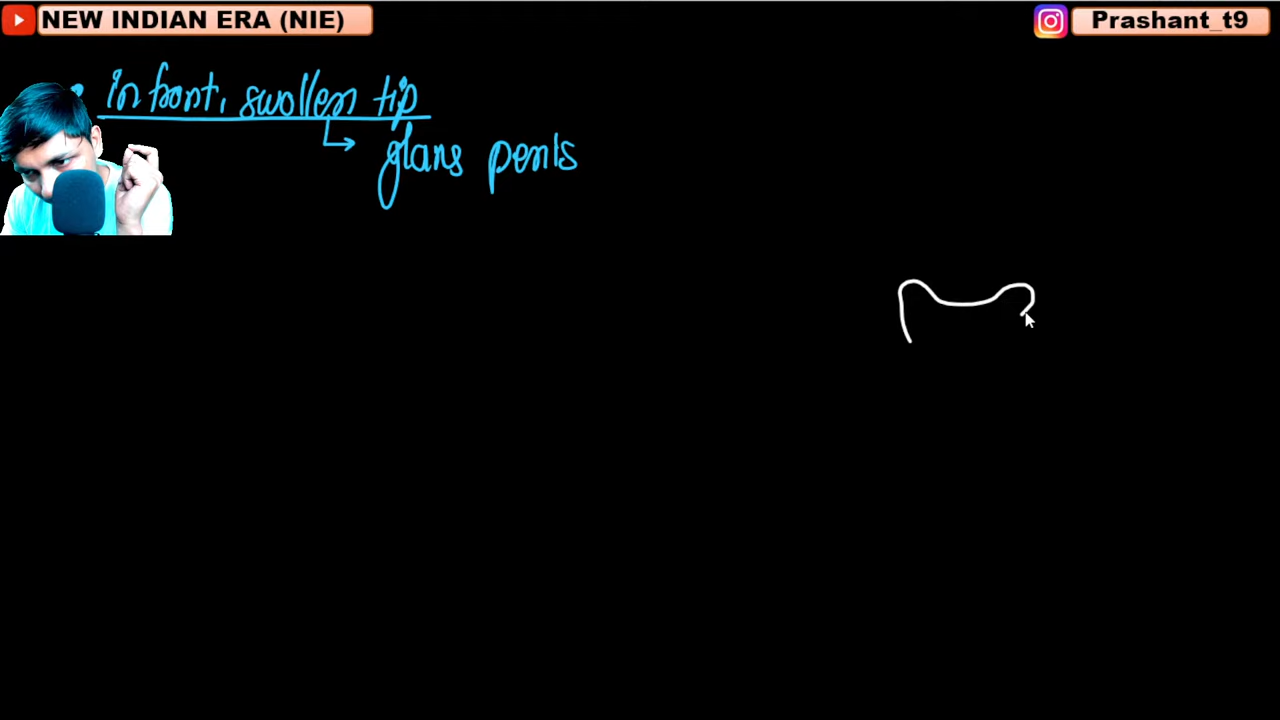 NEW INDIAN ERA (NIE)
Prashant_t9
• in front, swollen tip
glans penis